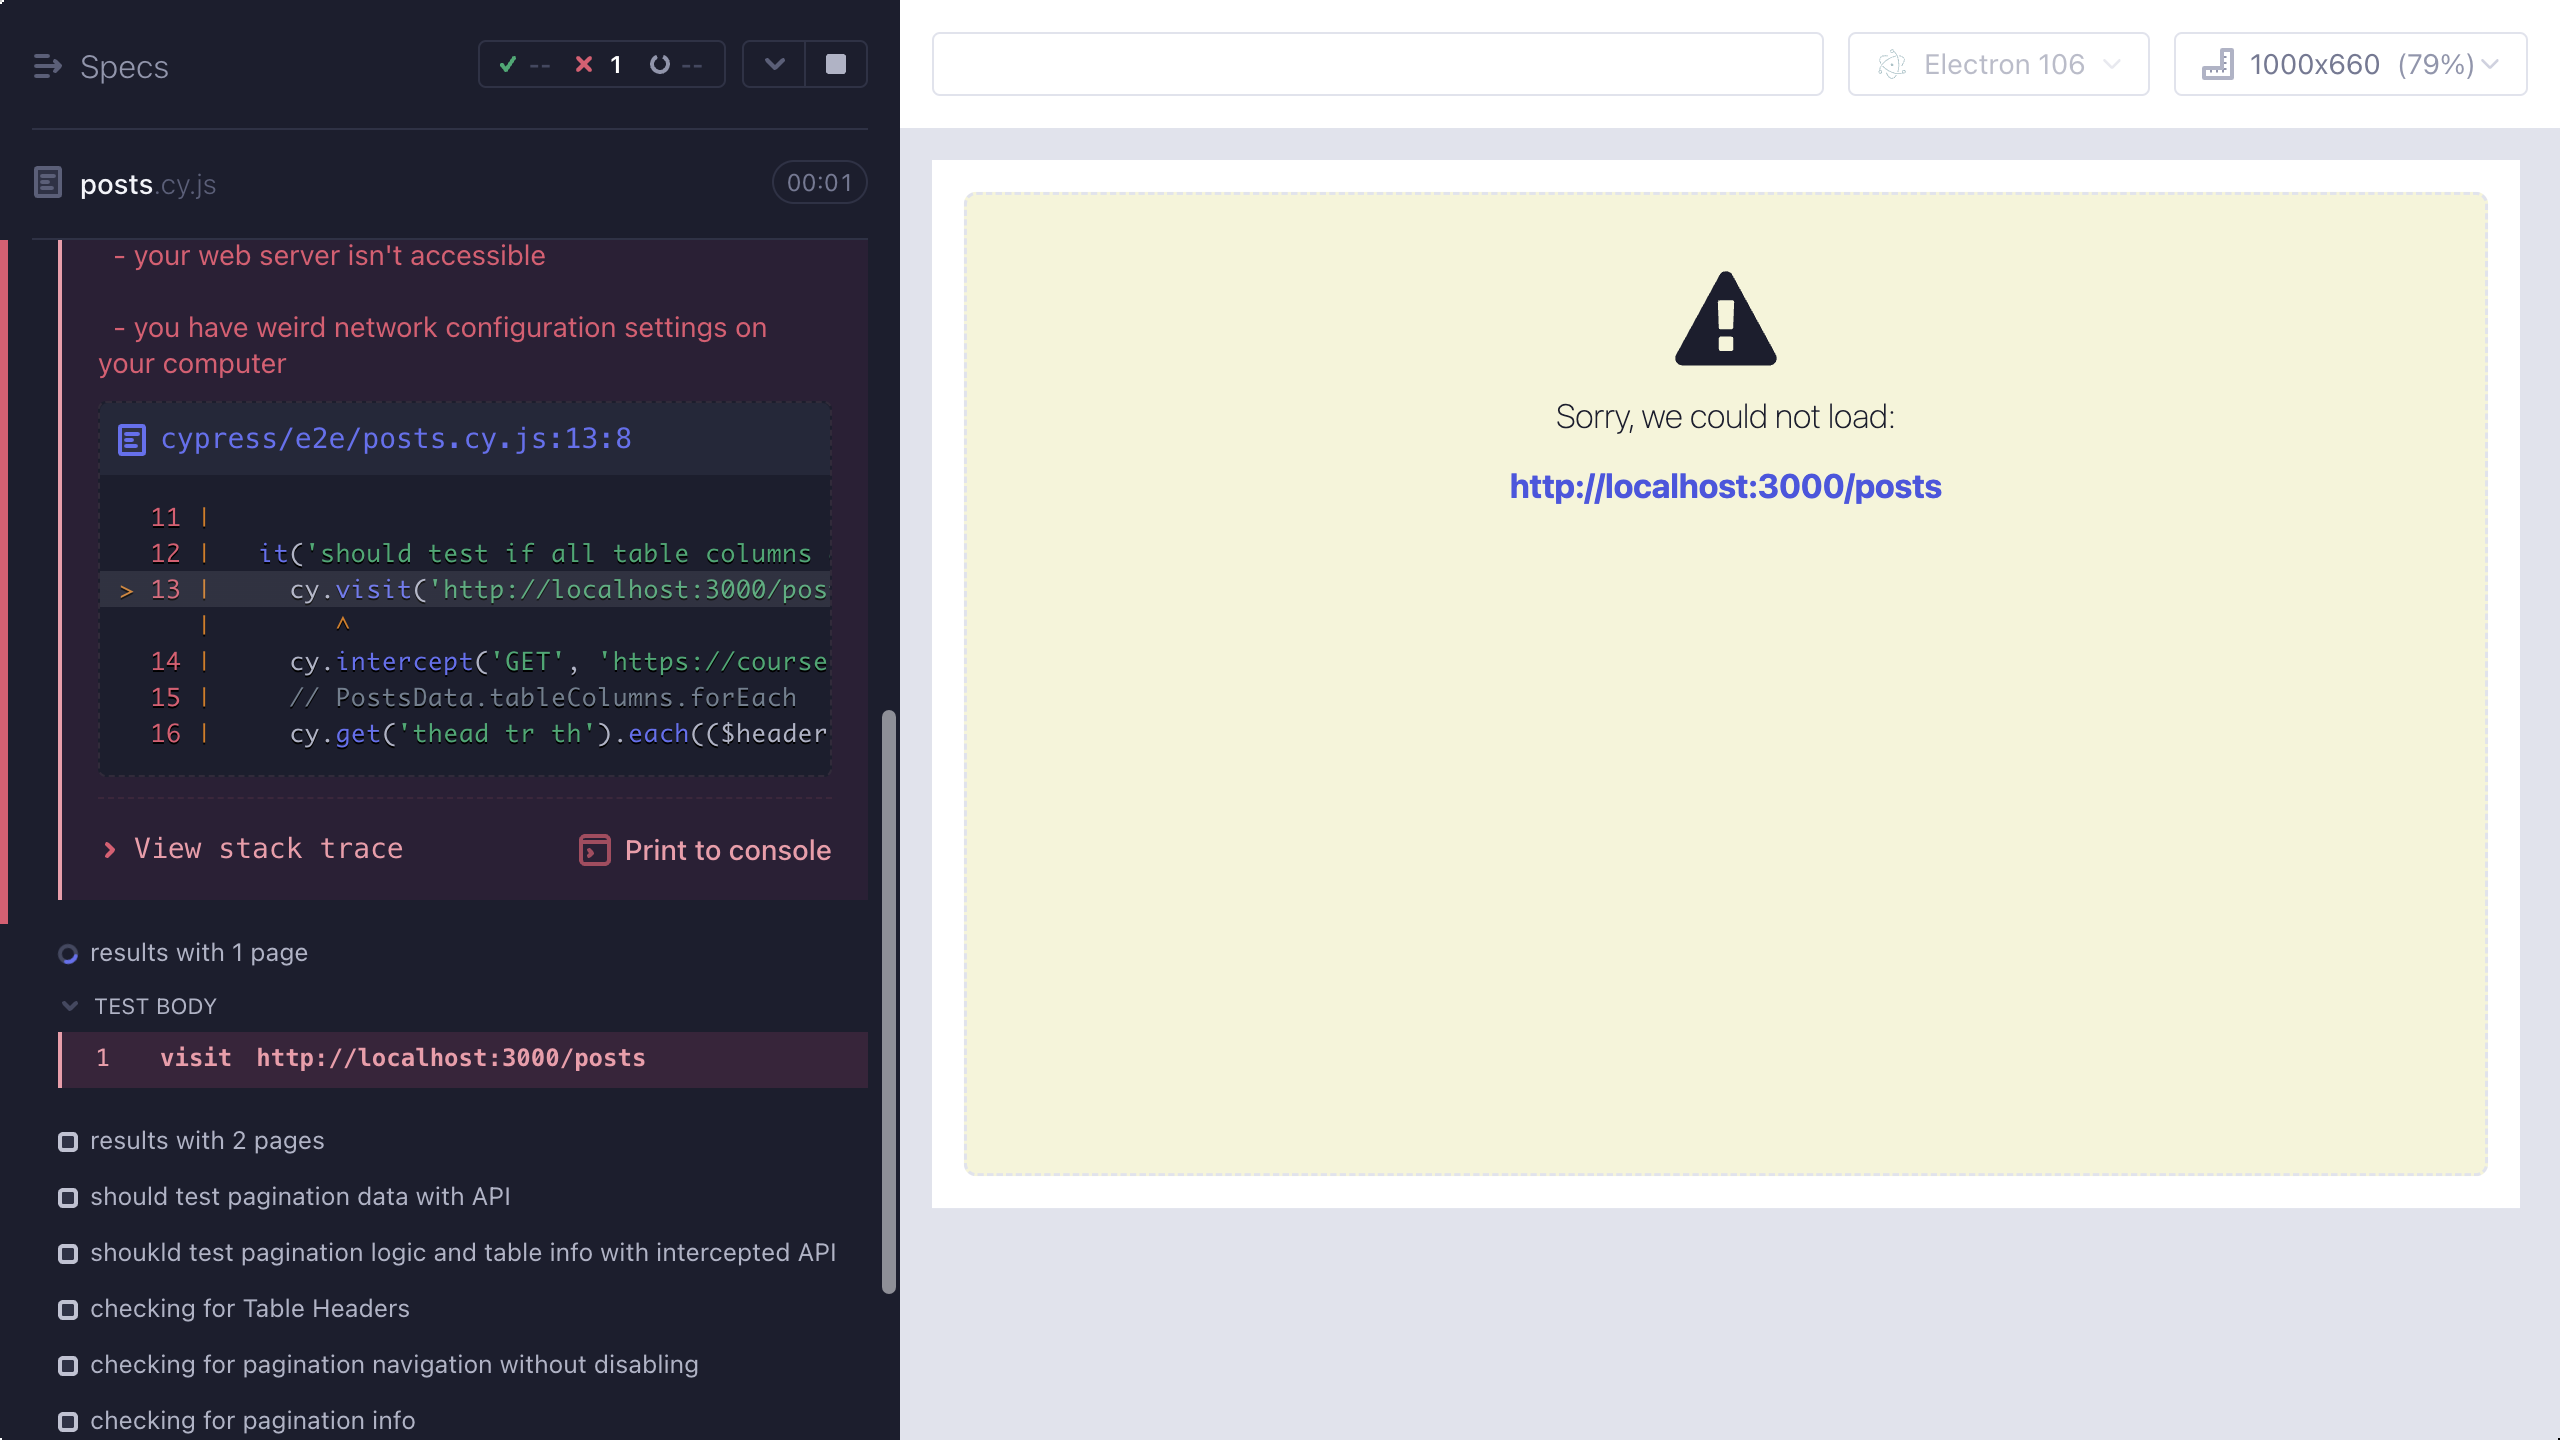 Specs
-- 1 --
posts.cy.js
00:01
- your web server isn't accessible
- you have weird network configuration settings on
your computer
cypress/e2e/posts.cy.js:13:8
11 |
12 | it('should test if all table columns
> 13 | cy.visit('http://localhost:3000/pos
| ^
14 | cy.intercept('GET', 'https://course
15 | // PostsData.tableColumns.forEach
16 | cy.get('thead tr th').each(($header
View stack trace
Print to console
results with 1 page
TEST BODY
1 visit http://localhost:3000/posts
results with 2 pages
should test pagination data with API
shoukld test pagination logic and table info with intercepted API
checking for Table Headers
checking for pagination navigation without disabling
checking for pagination info
Electron 106
1000x660 (79%)
Sorry, we could not load:
http://localhost:3000/posts